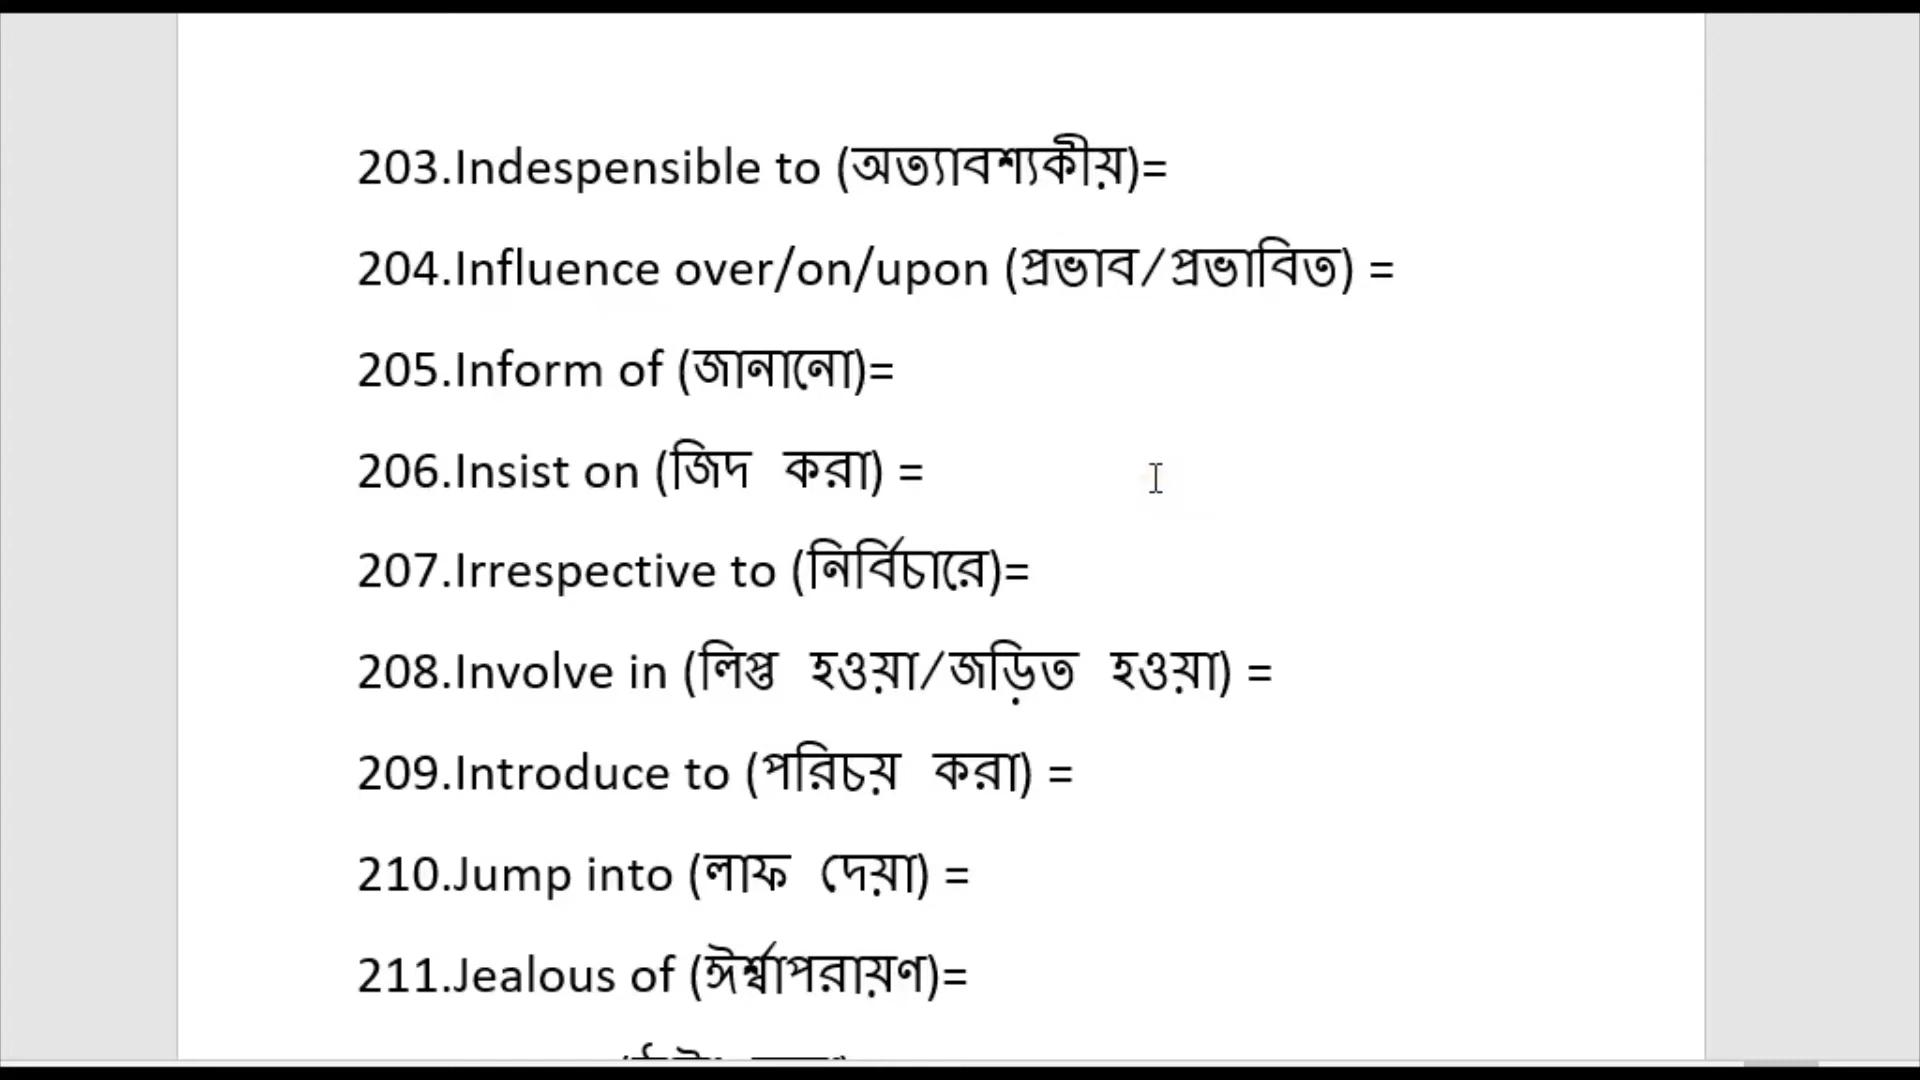 203.Indespensible to (অত্যাবশ্যকীয়)=
204.Influence over/on/upon (প্রভাব/প্রভাবিত) =
205.Inform of (জানানো)=
206.Insist on (জিদ করা) =
207.Irrespective to (নির্বিচারে)=
208.Involve in (লিপ্ত হওয়া/জড়িত হওয়া) =
209.Introduce to (পরিচয় করা) =
210.Jump into (লাফ দেয়া) =
211.Jealous of (ঈর্শ্বাপরায়ণ)=